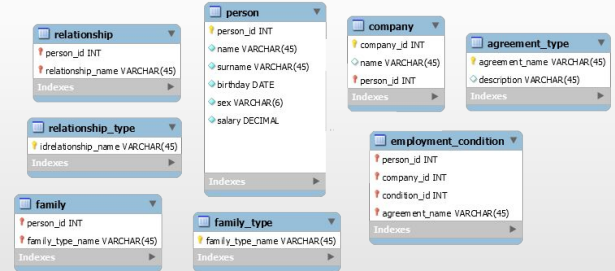 relationship
person_id INT
relationship_name VARCHAR(45)
Indexes
person
person_id INT
name VARCHAR(45)
surname VARCHAR(45)
birthday DATE
sex VARCHAR(6)
salary DECIMAL
Indexes
company
company_id INT
name VARCHAR(45)
person_id INT
Indexes
agreement_type
agreement_name VARCHAR(45)
description VARCHAR(45)
Indexes
relationship_type
idrelationship_name VARCHAR(45)
Indexes
employment_condition
person_id INT
company_id INT
condition_id INT
agreement_name VARCHAR(45)
Indexes
family
person_id INT
family_type_name VARCHAR(45)
Indexes
family_type
family_type_name VARCHAR(45)
Indexes